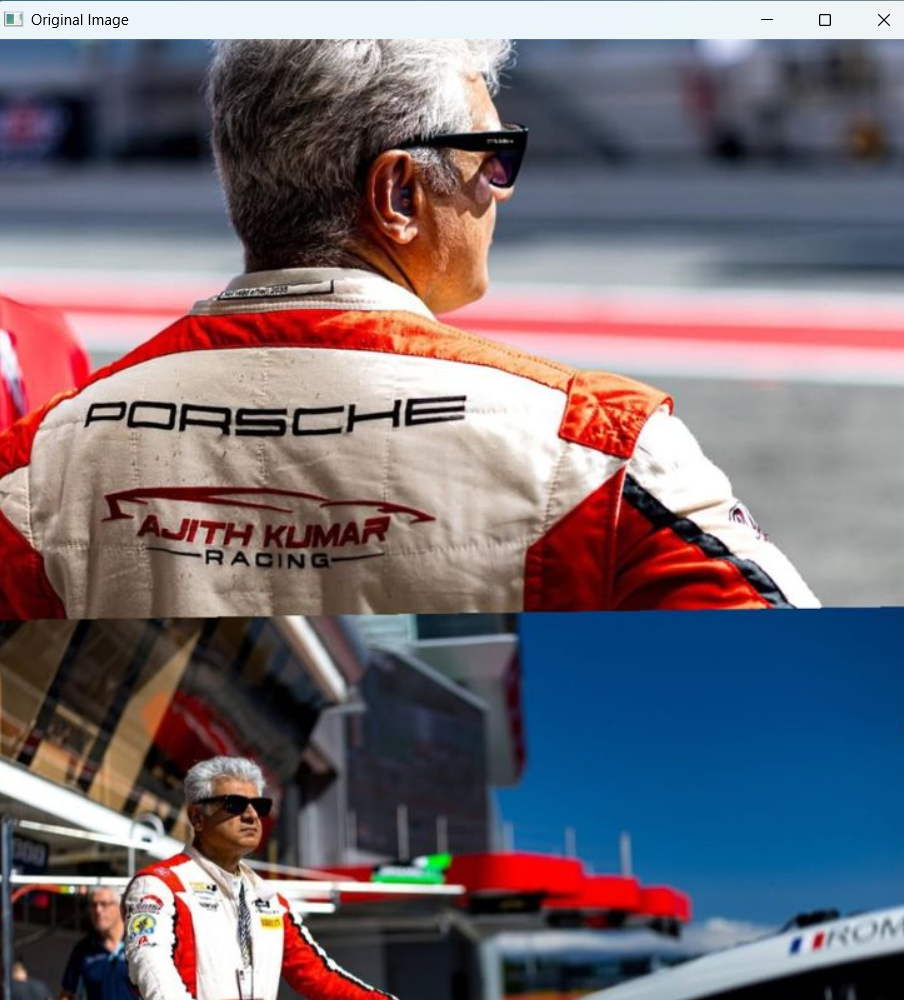 Original Image
PORSCHE
AJITH KUMAR
RACING
ROM